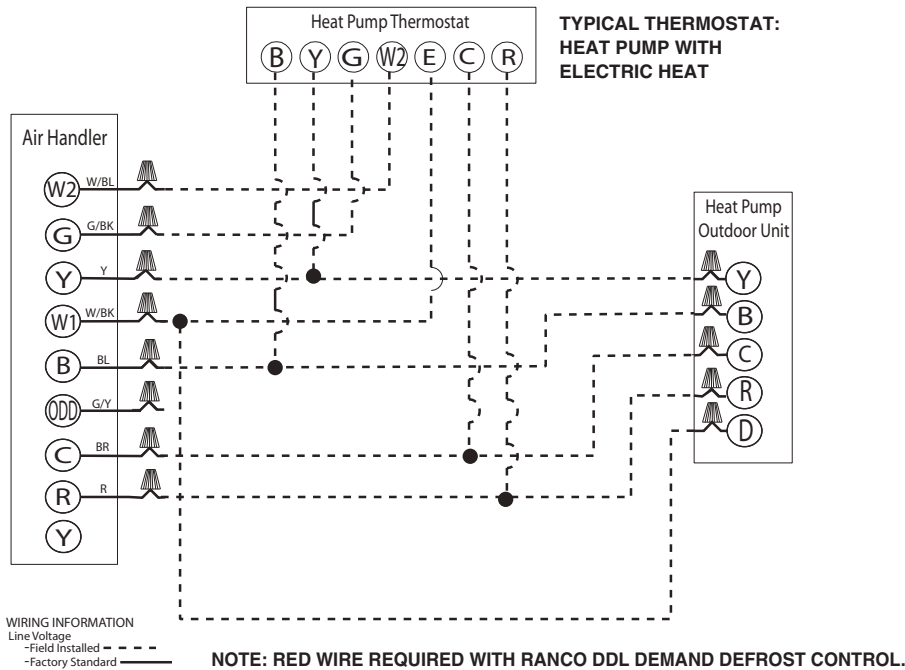 Heat Pump Thermostat
B Y G W2 E C R
TYPICAL THERMOSTAT:
HEAT PUMP WITH
ELECTRIC HEAT
Air Handler
W2 W/BL
G G/BK
Y Y
W1 W/BK
B BL
ODD G/Y
C BR
R R
Y
Heat Pump
Outdoor Unit
Y
B
C
R
D
WIRING INFORMATION
Line Voltage
-Field Installed
-Factory Standard
NOTE: RED WIRE REQUIRED WITH RANCO DDL DEMAND DEFROST CONTROL.